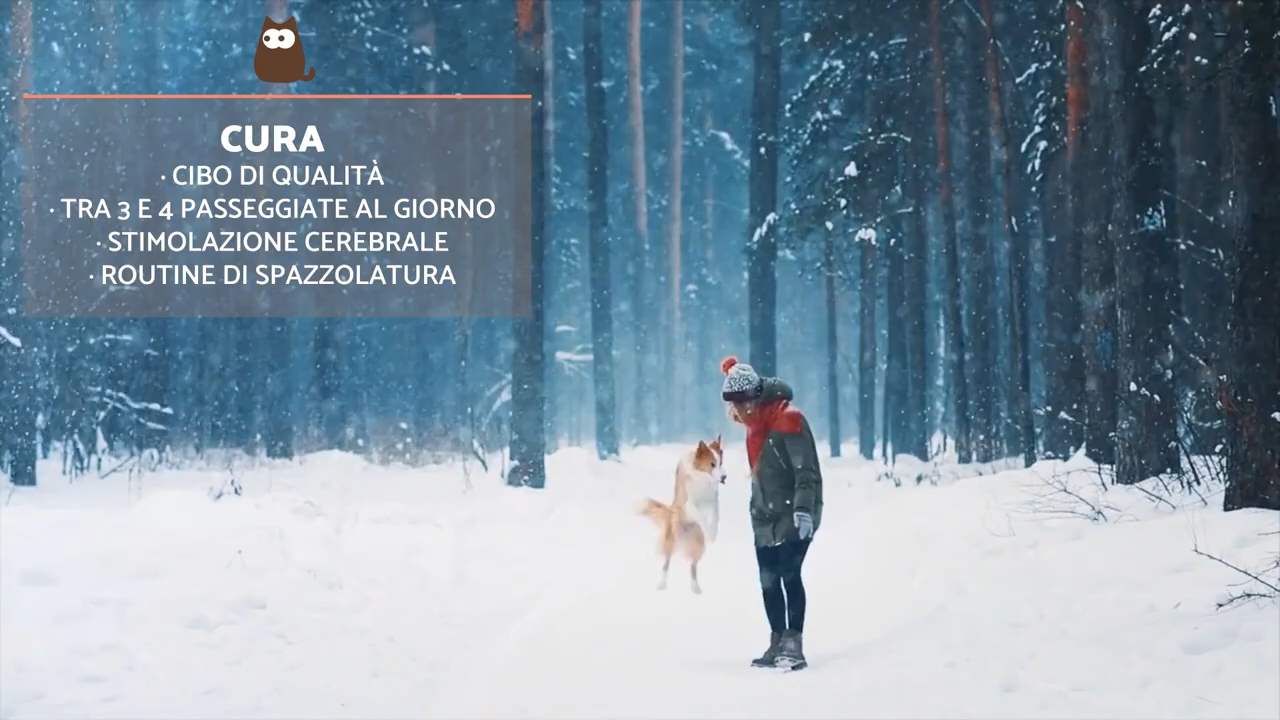 CURA
· CIBO DI QUALITÀ
· TRA 3 E 4 PASSEGGIATE AL GIORNO
· STIMOLAZIONE CEREBRALE
· ROUTINE DI SPAZZOLATURA